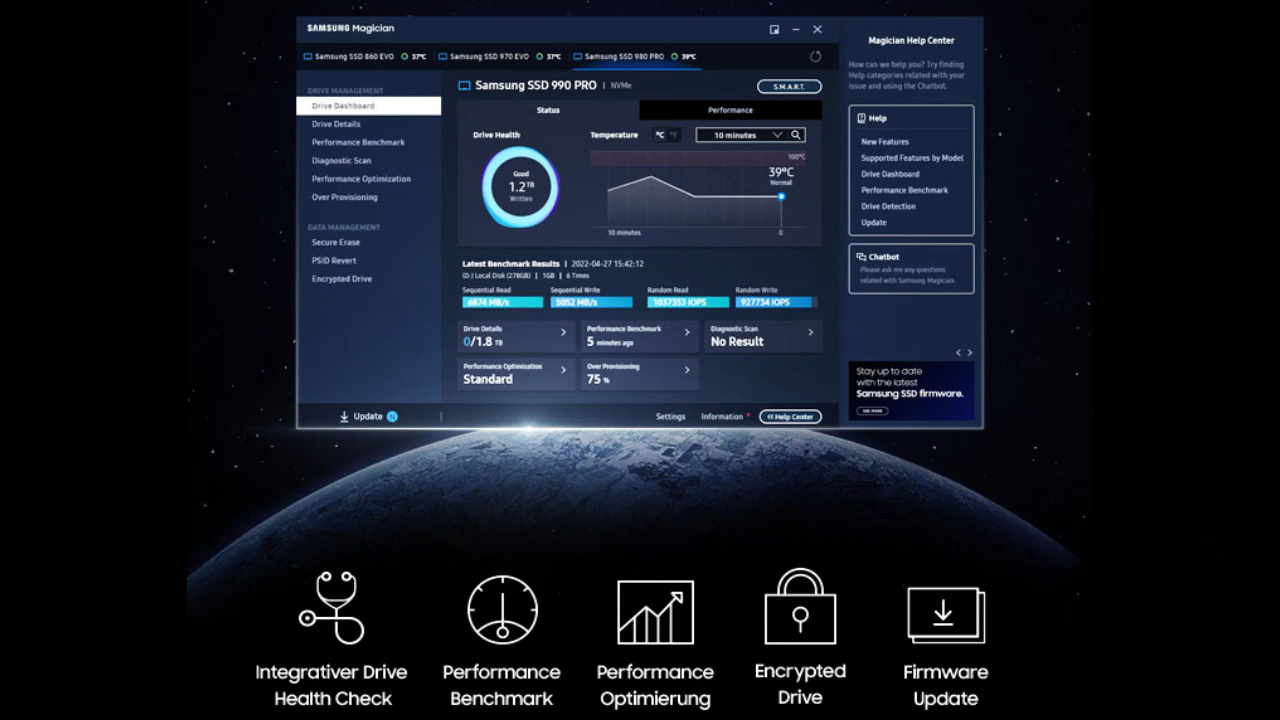 SAMSUNG Magician
Samsung SSD 860 EVO 37°C Samsung SSD 970 EVO 37°C Samsung SSD 980 PRO 39°C
DRIVE MANAGEMENT
Drive Dashboard
Drive Details
Performance Benchmark
Diagnostic Scan
Performance Optimization
Over Provisioning
DATA MANAGEMENT
Secure Erase
PSID Revert
Encrypted Drive
Samsung SSD 990 PRO | NVMe
S.M.A.R.T.
Status Performance
Drive Health
Good
1.2TB
Written
Temperature °C °F 10 minutes
100°C
39°C
Normal
10 minutes 0
Latest Benchmark Results | 2022-04-27 15:42:12
(D:) Local Disk (278GB) | 1GB | 6 Times
Sequential Read Sequential Write Random Read Random Write
6874 MB/s 5052 MB/s 1037353 IOPS 927734 IOPS
Drive Details
0/1.8 TB
Performance Benchmark
5 minutes ago
Diagnostic Scan
No Result
Performance Optimization
Standard
Over Provisioning
75 %
Update N
Settings Information * << Help Center
Magician Help Center
How can we help you? Try finding
Help categories related with your
issue and using the Chatbot.
Help
New Features
Supported Features by Model
Drive Dashboard
Performance Benchmark
Drive Detection
Update
Chatbot
Please ask me any questions
related with Samsung Magician.
Stay up to date
with the latest
Samsung SSD firmware.
SEE MORE
Integrativer Drive
Health Check
Performance
Benchmark
Performance
Optimierung
Encrypted
Drive
Firmware
Update